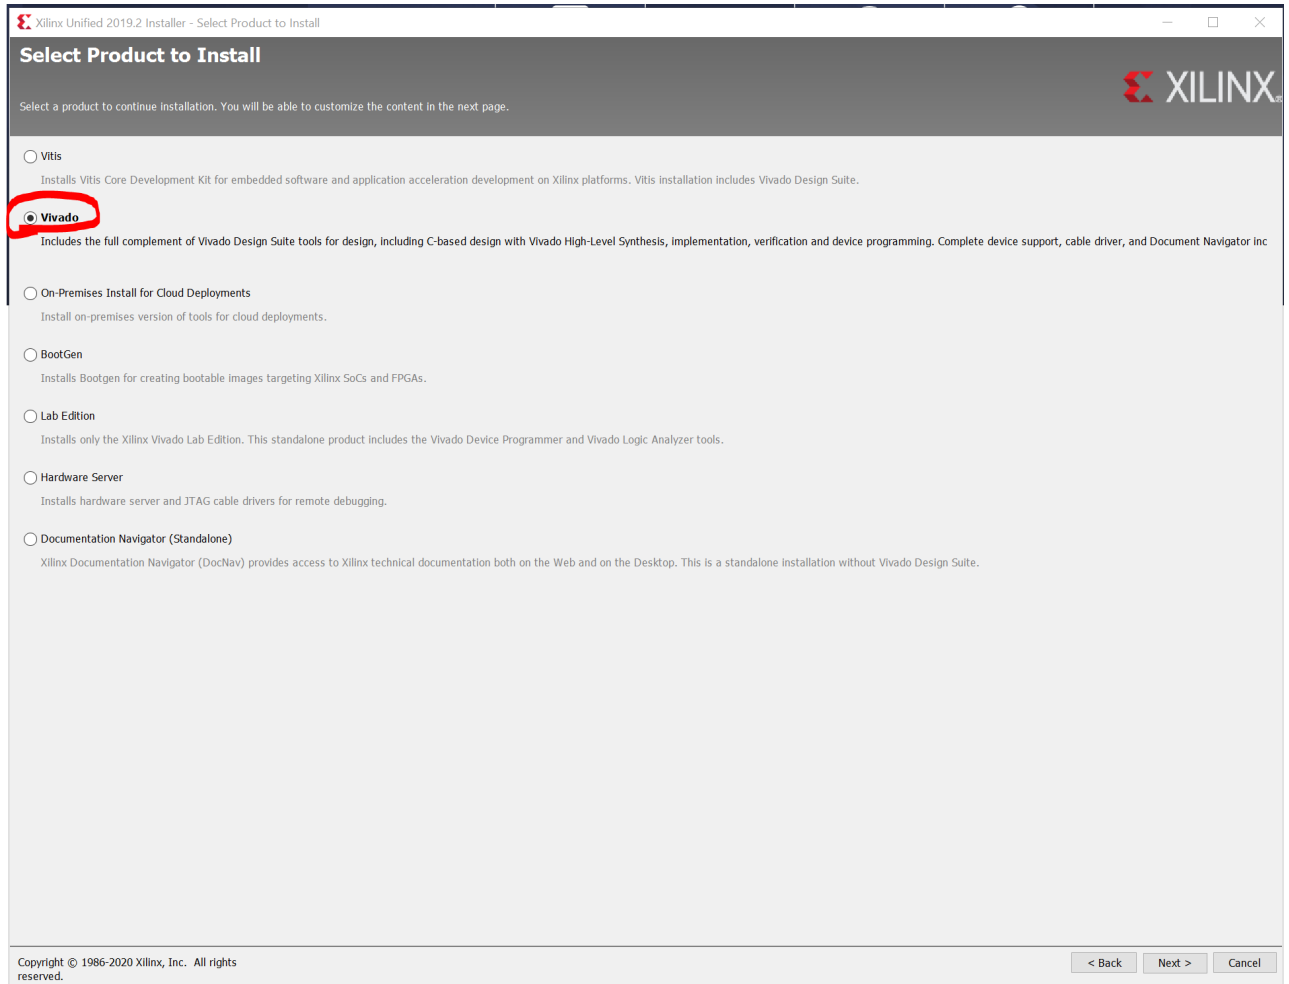 Xilinx Unified 2019.2 Installer - Select Product to Install
Select Product to Install
XILINX
Select a product to continue installation. You will be able to customize the content in the next page.
Vitis
Installs Vitis Core Development Kit for embedded software and application acceleration development on Xilinx platforms. Vitis installation includes Vivado Design Suite.
Vivado
Includes the full complement of Vivado Design Suite tools for design, including C-based design with Vivado High-Level Synthesis, implementation, verification and device programming. Complete device support, cable driver, and Document Navigator inc
On-Premises Install for Cloud Deployments
Install on-premises version of tools for cloud deployments.
BootGen
Installs Bootgen for creating bootable images targeting Xilinx SoCs and FPGAs.
Lab Edition
Installs only the Xilinx Vivado Lab Edition. This standalone product includes the Vivado Device Programmer and Vivado Logic Analyzer tools.
Hardware Server
Installs hardware server and JTAG cable drivers for remote debugging.
Documentation Navigator (Standalone)
Xilinx Documentation Navigator (DocNav) provides access to Xilinx technical documentation both on the Web and on the Desktop. This is a standalone installation without Vivado Design Suite.
Copyright © 1986-2020 Xilinx, Inc. All rights
reserved.
< Back Next > Cancel